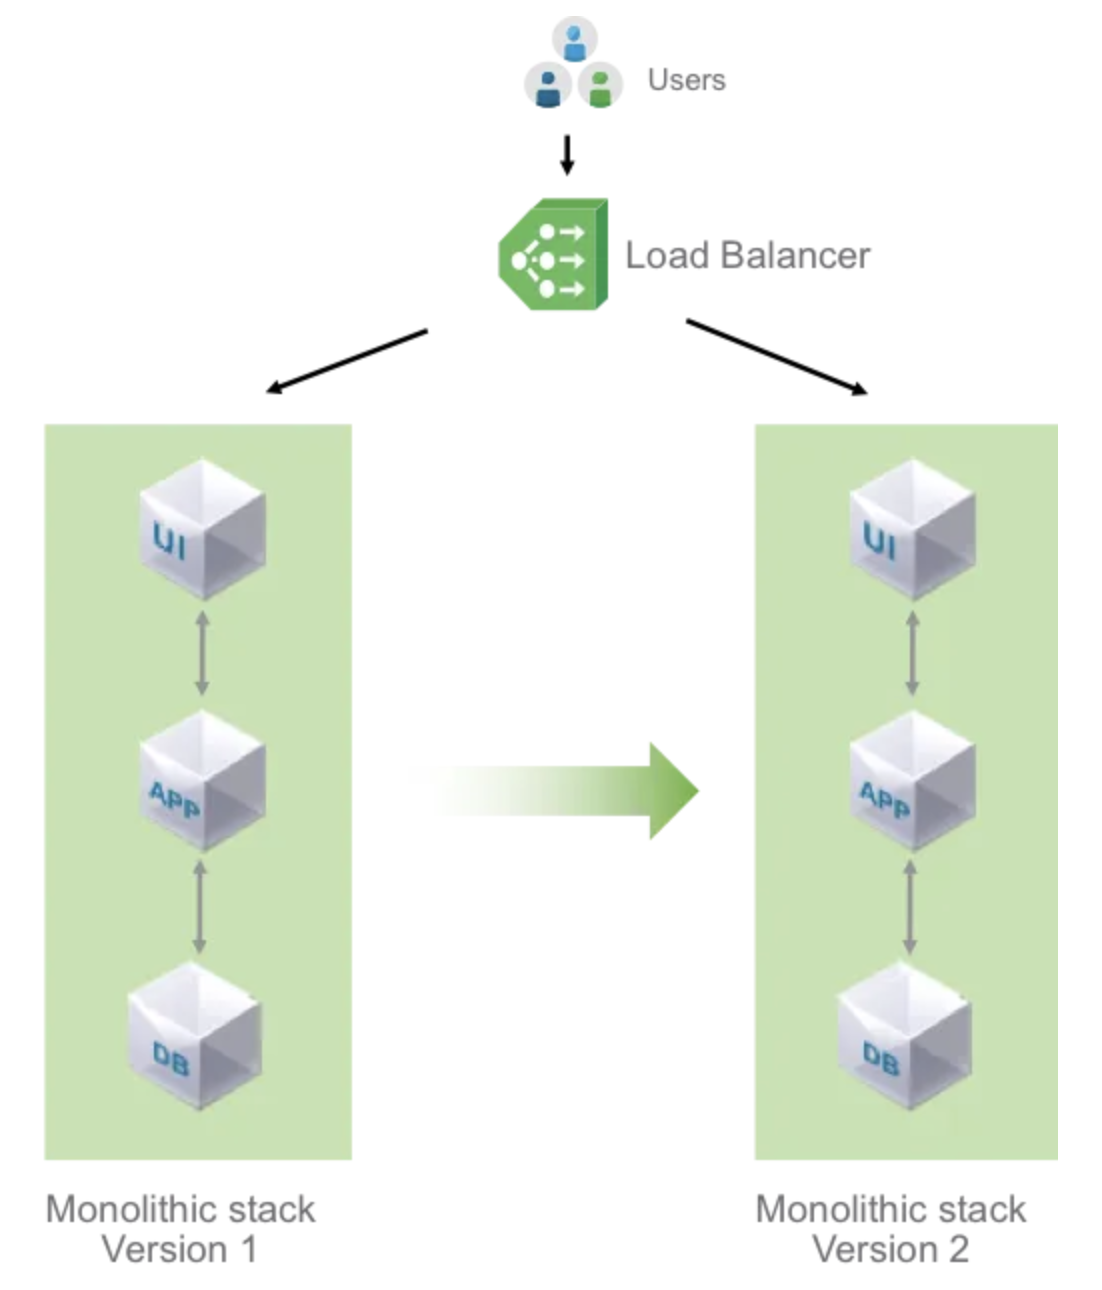 Users
Load Balancer
UI
UI
APP
APP
DB
DB
Monolithic stack
Version 1
Monolithic stack
Version 2